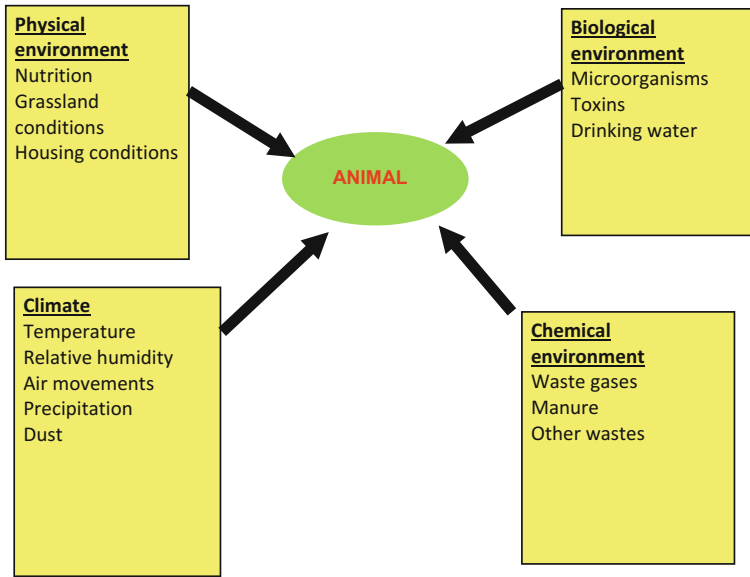 Physical
environment
Nutrition
Grassland
conditions
Housing conditions
Biological
environment
Microorganisms
Toxins
Drinking water
ANIMAL
Climate
Temperature
Relative humidity
Air movements
Precipitation
Dust
Chemical
environment
Waste gases
Manure
Other wastes